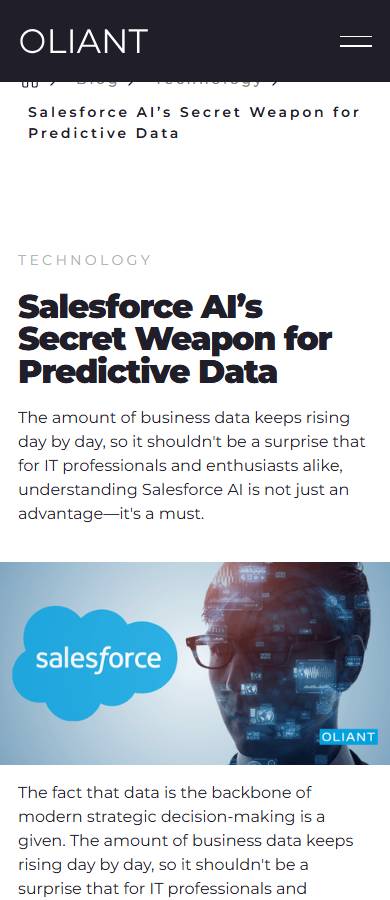 OLIANT
Blog Technology
Salesforce AI’s Secret Weapon for
Predictive Data
TECHNOLOGY
Salesforce AI’s
Secret Weapon for
Predictive Data
The amount of business data keeps rising
day by day, so it shouldn't be a surprise that
for IT professionals and enthusiasts alike,
understanding Salesforce AI is not just an
advantage—it's a must.
salesforce
OLIANT
The fact that data is the backbone of
modern strategic decision-making is a
given. The amount of business data keeps
rising day by day, so it shouldn't be a
surprise that for IT professionals and